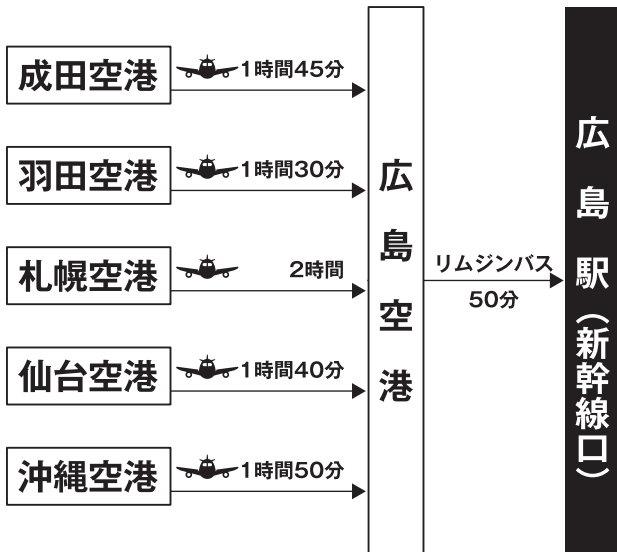 成田空港
1時間45分
羽田空港
1時間30分
札幌空港
2時間
仙台空港
1時間40分
沖縄空港
1時間50分
広島空港
リムジンバス
50分
広島駅（新幹線口）